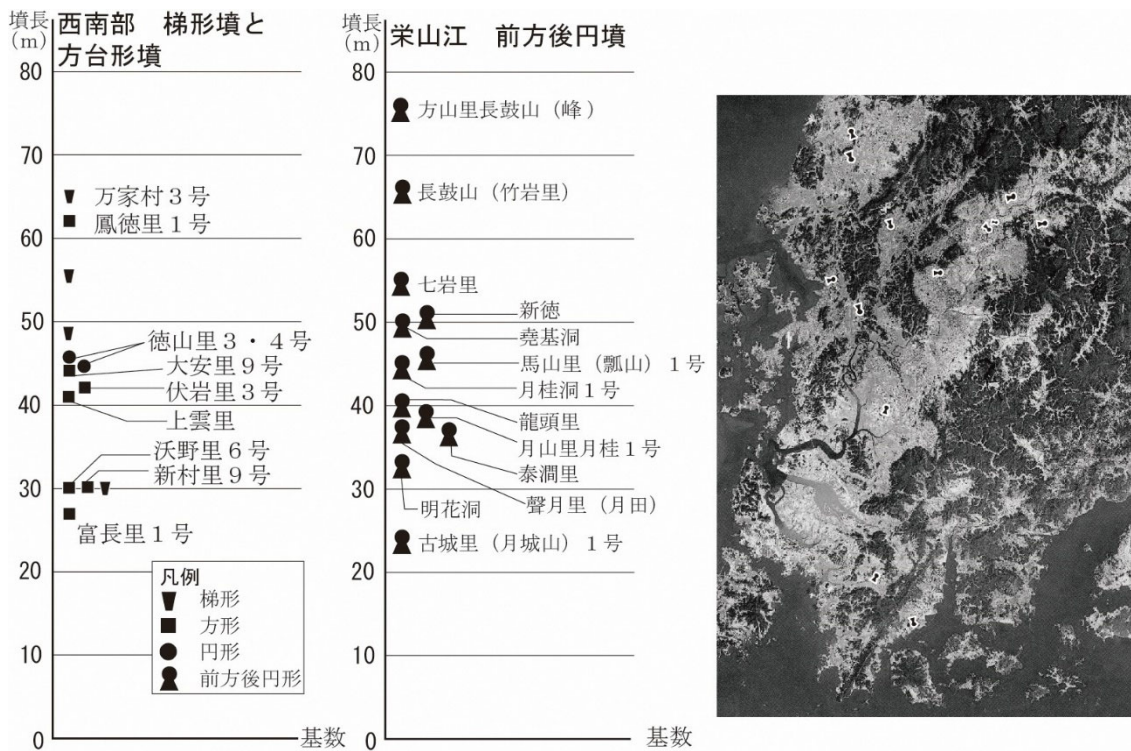 墳長
(m)
西南部　梯形墳と
方台形墳
80
70
60
50
40
30
20
10
0
万家村３号
鳳徳里１号
徳山里３・４号
大安里９号
伏岩里３号
上雲里
沃野里６号
新村里９号
富長里１号
凡例
梯形
方形
円形
前方後円形
基数
墳長
(m)
栄山江　前方後円墳
80
70
60
50
40
30
20
10
0
方山里長鼓山（峰）
長鼓山（竹岩里）
七岩里
新徳
堯基洞
馬山里（瓢山）１号
月桂洞１号
龍頭里
月山里月桂１号
泰澗里
聲月里（月田）
明花洞
古城里（月城山）１号
基数